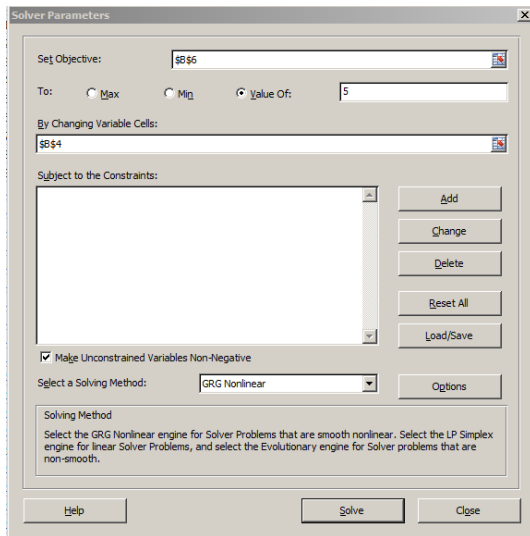 Solver Parameters
Set Objective:
$B$6
To:
Max
Min
Value Of:
5
By Changing Variable Cells:
$B$4
Subject to the Constraints:
Add
Change
Delete
Reset All
Load/Save
Make Unconstrained Variables Non-Negative
Select a Solving Method:
GRG Nonlinear
Options
Solving Method
Select the GRG Nonlinear engine for Solver Problems that are smooth nonlinear. Select the LP Simplex
engine for linear Solver Problems, and select the Evolutionary engine for Solver problems that are
non-smooth.
Help
Solve
Close